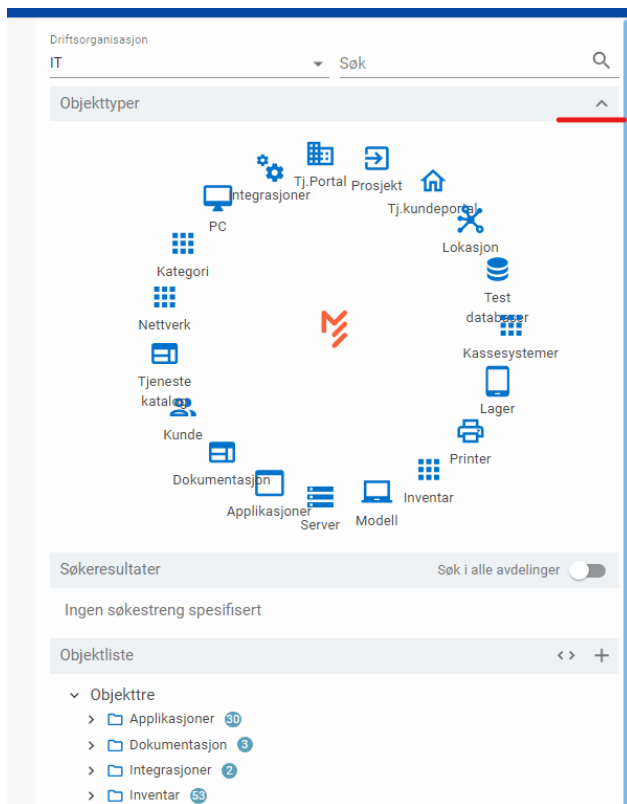 Driftsorganisasjon
IT
Søk
Objekttyper
Tj.Portal
Prosjekt
Integrasjoner
Tj.kundeportal
PC
Lokasjon
Kategori
Test
databaser
Nettverk
Kassesystemer
Tjeneste
katalog
Lager
Kunde
Printer
Dokumentasjon
Inventar
Applikasjoner
Server
Modell
Søkeresultater
Søk i alle avdelinger
Ingen søkestreng spesifisert
Objektliste
Objekttre
Applikasjoner 30
Dokumentasjon 3
Integrasjoner 2
Inventar 53